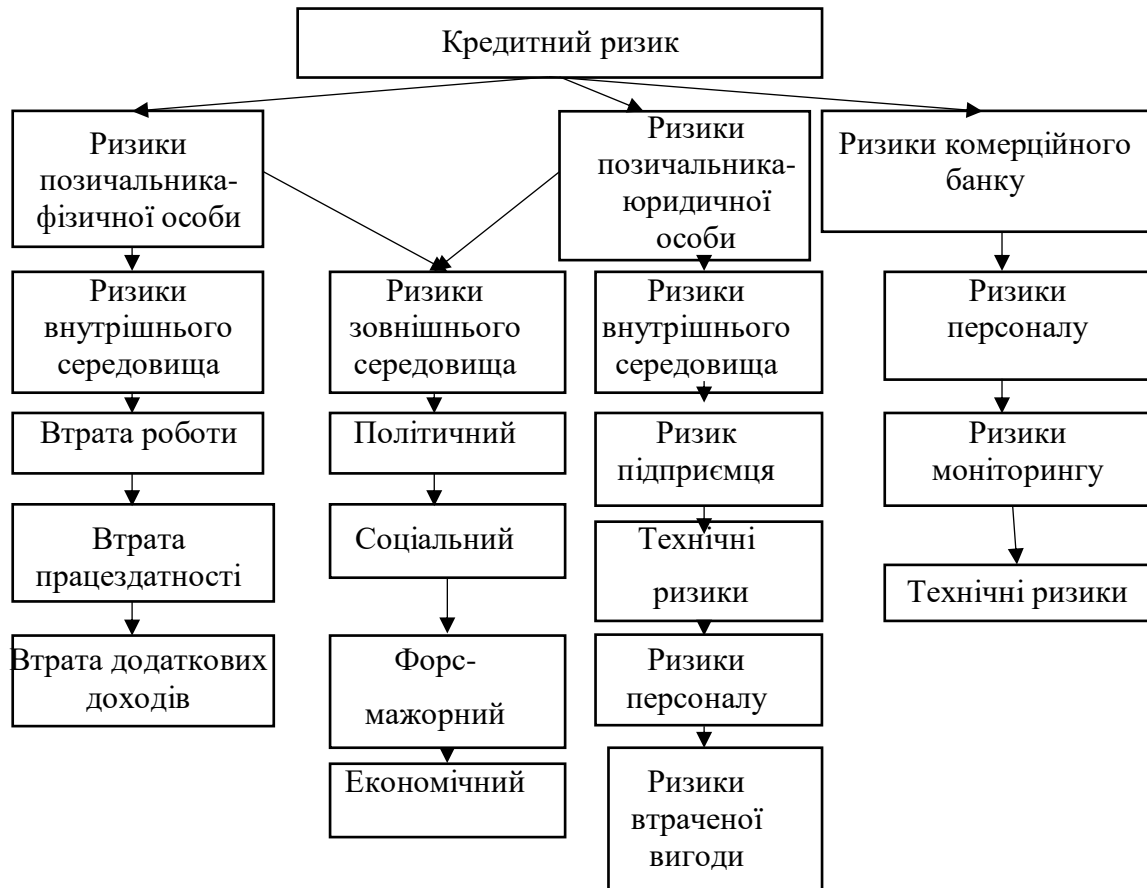 Кредитний ризик
Ризики
позичальника-
фізичної особи
Ризики
позичальника-
юридичної
особи
Ризики комерційного
банку
Ризики
внутрішнього
середовища
Ризики
зовнішнього
середовища
Ризики
внутрішнього
середовища
Ризики
персоналу
Втрата роботи
Політичний
Ризик
підприємця
Ризики
моніторингу
Втрата
працездатності
Соціальний
Технічні
ризики
Технічні ризики
Втрата додаткових
доходів
Форс-
мажорний
Ризики
персоналу
Економічний
Ризики
втраченої
вигоди